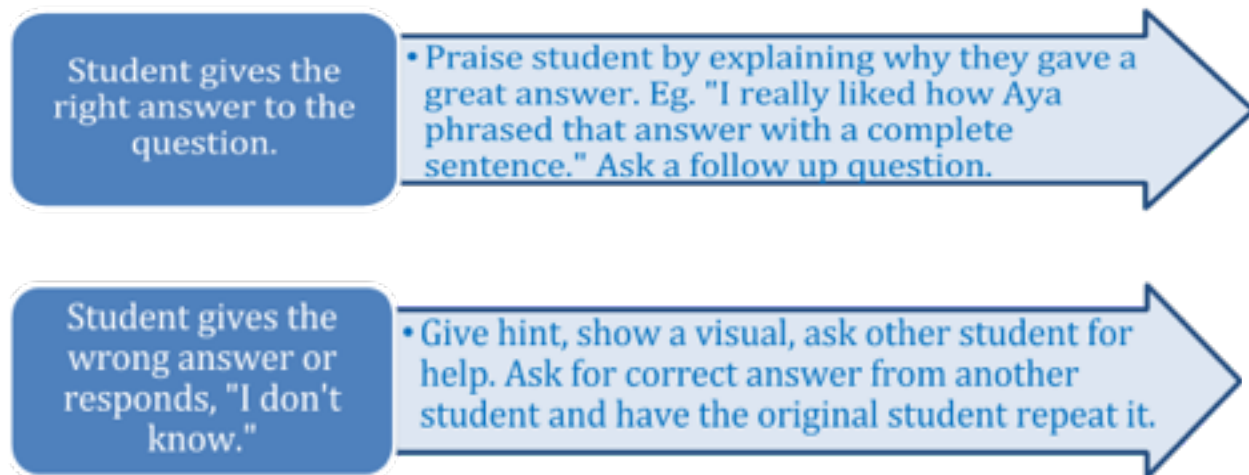 Student gives the
right answer to the
question.
• Praise student by explaining why they gave a
great answer. Eg. "I really liked how Aya
phrased that answer with a complete
sentence." Ask a follow up question.
Student gives the
wrong answer or
responds, "I don't
know."
• Give hint, show a visual, ask other student for
help. Ask for correct answer from another
student and have the original student repeat it.